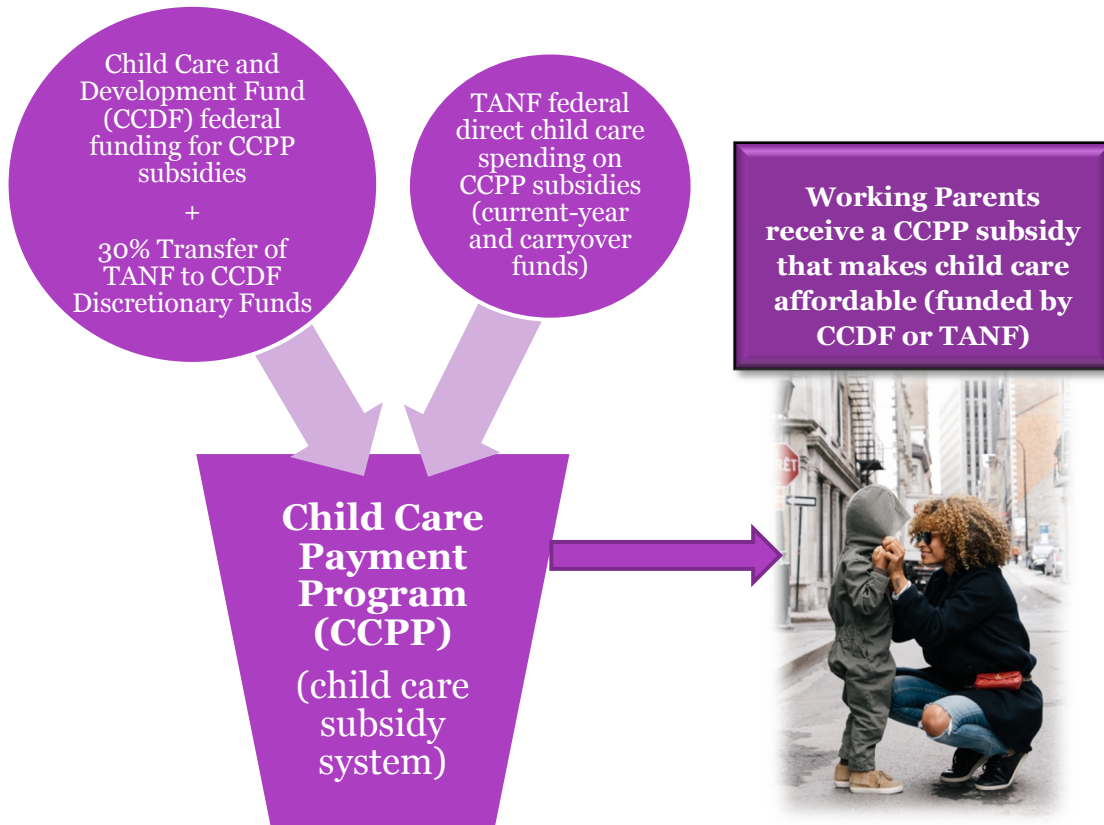 Child Care and
Development Fund
(CCDF) federal
funding for CCPP
subsidies
+
30% Transfer of
TANF to CCDF
Discretionary Funds
TANF federal
direct child care
spending on
CCPP subsidies
(current-year
and carryover
funds)
Working Parents
receive a CCPP subsidy
that makes child care
affordable (funded by
CCDF or TANF)
Child Care
Payment
Program
(CCPP)
(child care
subsidy
system)
RÊT